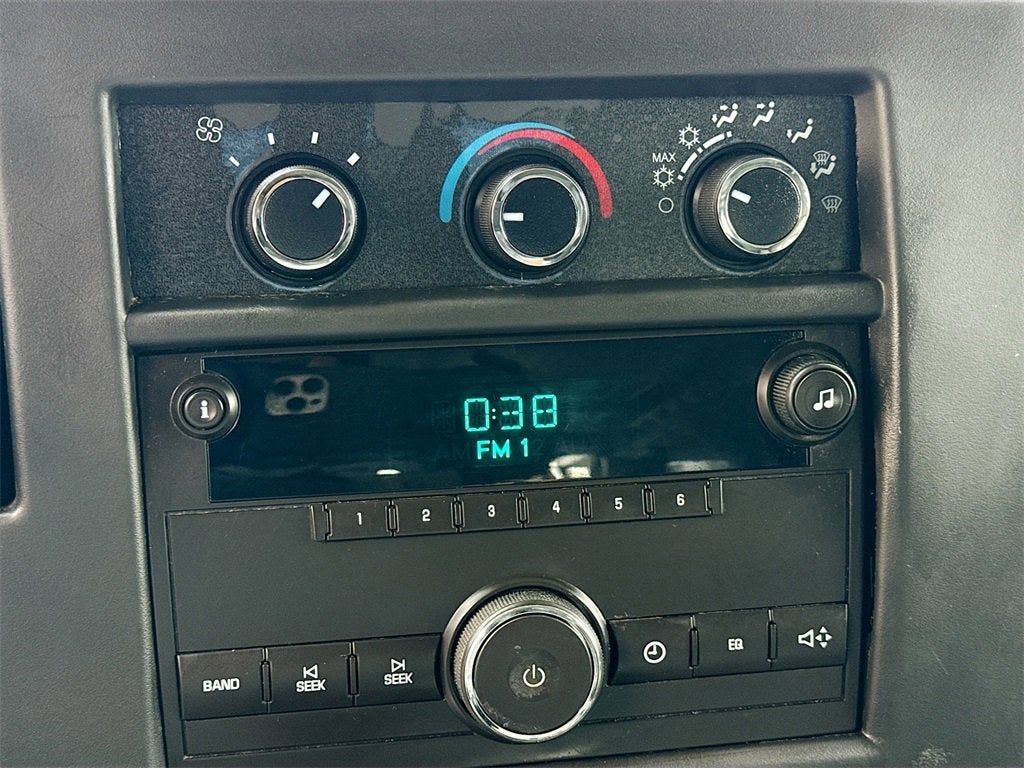 MAX
i
0:38
FM 1
1 2 3 4 5 6
BAND SEEK SEEK EQ